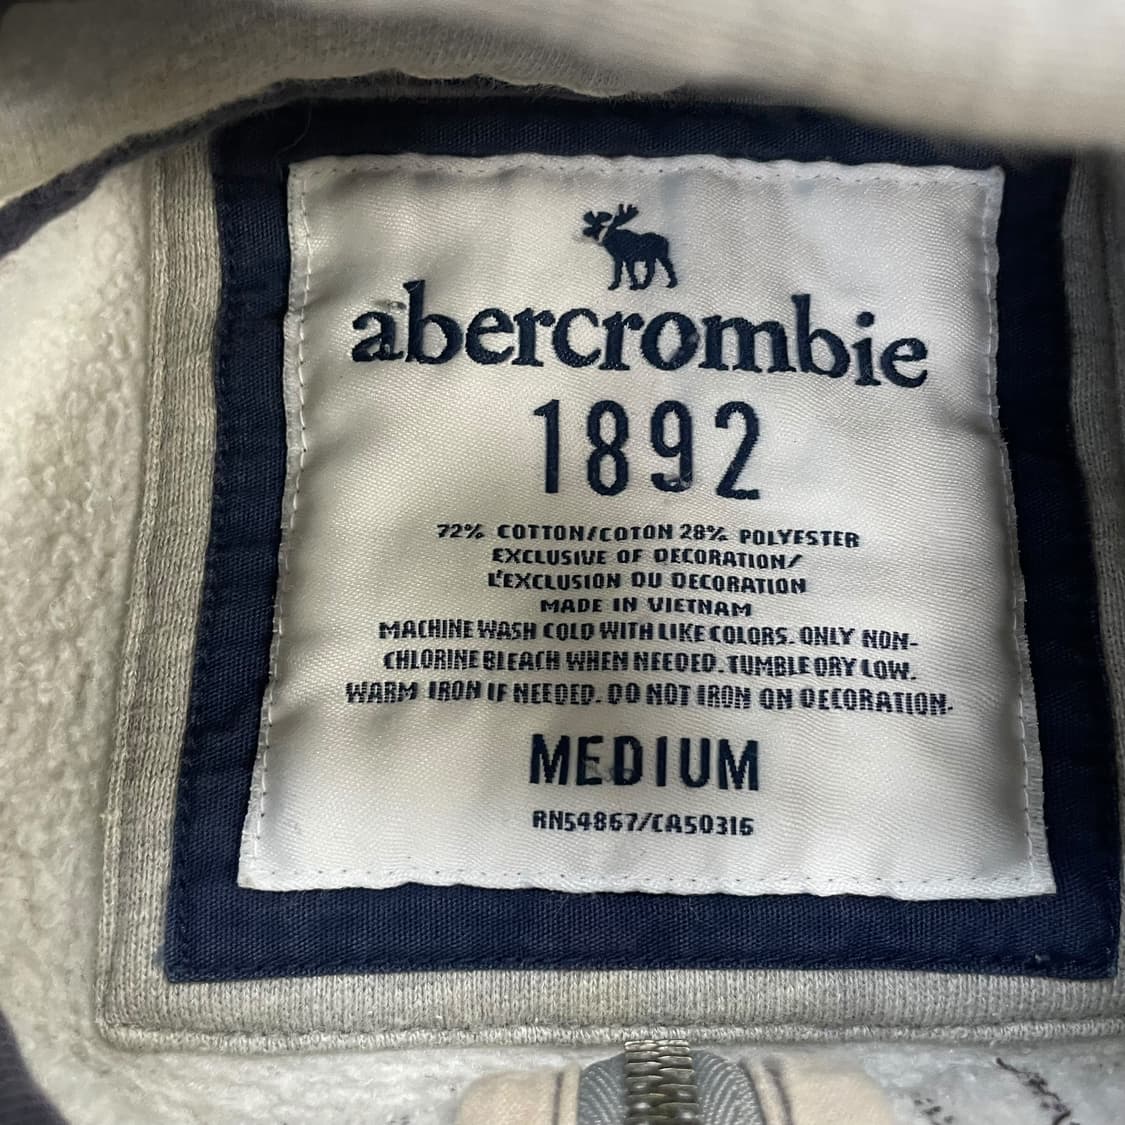 abercrombie
1892
72% COTTON/COTON 28% POLYESTER
EXCLUSIVE OF DECORATION/
L'EXCLUSION DU DECORATION
MADE IN VIETNAM
MACHINE WASH COLD WITH LIKE COLORS. ONLY NON-
CHLORINE BLEACH WHEN NEEDED. TUMBLE DRY LOW.
WARM IRON IF NEEDED. DO NOT IRON ON DECORATION.
MEDIUM
RN54867/CA50316